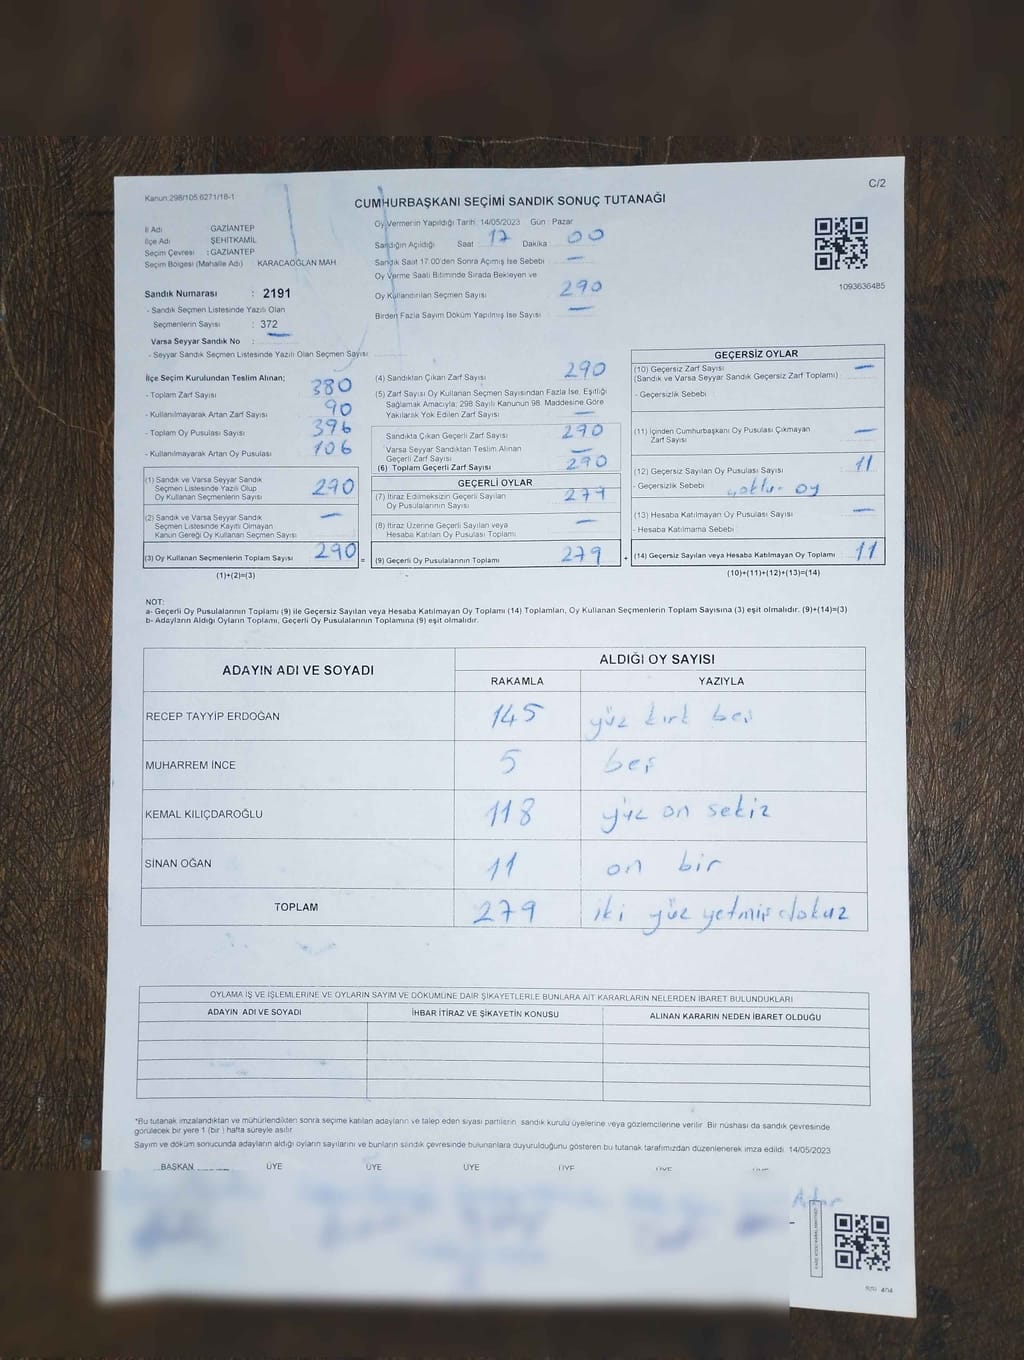 Kanun:298/105 6271/18-1
C/2
CUMHURBAŞKANI SEÇİMİ SANDIK SONUÇ TUTANAĞI
İl Adı GAZİANTEP
İlçe Adı ŞEHİTKAMİL
Seçim Çevresi : GAZİANTEP
Seçim Bölgesi (Mahalle Adı) KARACAOĞLAN MAH
Sandık Numarası : 2191
- Sandık Seçmen Listesinde Yazılı Olan
Seçmenlerin Sayısı : 372
Varsa Seyyar Sandık No :
- Seyyar Sandık Seçmen Listesinde Yazılı Olan Seçmen Sayısı
Oy Vermenin Yapıldığı Tarih: 14/05/2023 Gün : Pazar
Sandığın Açıldığı Saat 17 Dakika 00
Sandık Saat 17:00'den Sonra Açımış İse Sebebi —
Oy Verme Saati Bitiminde Sırada Bekleyen ve
Oy Kullandırılan Seçmen Sayısı 290
Birden Fazla Sayım Döküm Yapılmış İse Sayısı —
1093636485
İlçe Seçim Kurulundan Teslim Alınan;
- Toplam Zarf Sayısı 380
- Kullanılmayarak Artan Zarf Sayısı 90
- Toplam Oy Pusulası Sayısı 396
- Kullanılmayarak Artan Oy Pusulası 106
(1) Sandık ve Varsa Seyyar Sandık
Seçmen Listesinde Yazılı Olup
Oy Kullanan Seçmenlerin Sayısı 290
(2) Sandık ve Varsa Seyyar Sandık
Seçmen Listesinde Kayıtlı Olmayan
Kanun Gereği Oy Kullanan Seçmen Sayısı —
(3) Oy Kullanan Seçmenlerin Toplam Sayısı 290 =
(1)+(2)=(3)
(4) Sandıktan Çıkan Zarf Sayısı 290
(5) Zarf Sayısı Oy Kullanan Seçmen Sayısından Fazla İse, Eşitliği
Sağlamak Amacıyla; 298 Sayılı Kanunun 98. Maddesine Göre
Yakılarak Yok Edilen Zarf Sayısı —
Sandıkta Çıkan Geçerli Zarf Sayısı 290
Varsa Seyyar Sandıktan Teslim Alınan
Geçerli Zarf Sayısı —
(6) Toplam Geçerli Zarf Sayısı 290
GEÇERLİ OYLAR
(7) İtiraz Edilmeksizin Geçerli Sayılan
Oy Pusulalarının Sayısı 279
(8) İtiraz Üzerine Geçerli Sayılan veya
Hesaba Katılan Oy Pusulası Toplamı —
(9) Geçerli Oy Pusulalarının Toplamı 279 +
GEÇERSİZ OYLAR
(10) Geçersiz Zarf Sayısı —
(Sandık ve Varsa Seyyar Sandık Geçersiz Zarf Toplamı)
- Geçersizlik Sebebi :
(11) İçinden Cumhurbaşkanı Oy Pusulası Çıkmayan
Zarf Sayısı —
(12) Geçersiz Sayılan Oy Pusulası Sayısı 11
- Geçersizlik Sebebi : oy
(13) Hesaba Katılmayan Oy Pusulası Sayısı —
- Hesaba Katılmama Sebebi :
(14) Geçersiz Sayılan veya Hesaba Katılmayan Oy Toplamı 11
(10)+(11)+(12)+(13)=(14)
NOT:
a- Geçerli Oy Pusulalarının Toplamı (9) ile Geçersiz Sayılan veya Hesaba Katılmayan Oy Toplamı (14) Toplamları, Oy Kullanan Seçmenlerin Toplam Sayısına (3) eşit olmalıdır. (9)+(14)=(3)
b- Adayların Aldığı Oyların Toplamı, Geçerli Oy Pusulalarının Toplamına (9) eşit olmalıdır.
ADAYIN ADI VE SOYADI ALDIĞI OY SAYISI
RAKAMLA YAZIYLA
RECEP TAYYİP ERDOĞAN 145 yüz kırk beş
MUHARREM İNCE 5 beş
KEMAL KILIÇDAROĞLU 118 yüz on sekiz
SİNAN OĞAN 11 on bir
TOPLAM 279 iki yüz yetmiş dokuz
OYLAMA İŞ VE İŞLEMLERİNE VE OYLARIN SAYIM VE DÖKÜMÜNE DAİR ŞİKAYETLERLE BUNLARA AİT KARARLARIN NELERDEN İBARET BULUNDUKLARI
ADAYIN ADI VE SOYADI İHBAR İTİRAZ VE ŞİKAYETİN KONUSU ALINAN KARARIN NEDEN İBARET OLDUĞU
*Bu tutanak imzalandıktan ve mühürlendikten sonra seçime katılan adayların ve talep eden siyasi partilerin sandık kurulu üyelerine veya gözlemcilerine verilir. Bir nüshası da sandık çevresinde
görülecek bir yere 1 (bir) hafta süreyle asılır.
Sayım ve döküm sonucunda adayların aldığı oyların sayılarını ve bunların sandık çevresinde bulunanlara duyurulduğunu gösteren bu tutanak tarafımızdan düzenlenerek imza edildi. 14/05/2023
BAŞKAN ÜYE ÜYE ÜYE ÜYE ÜYE ÜYE